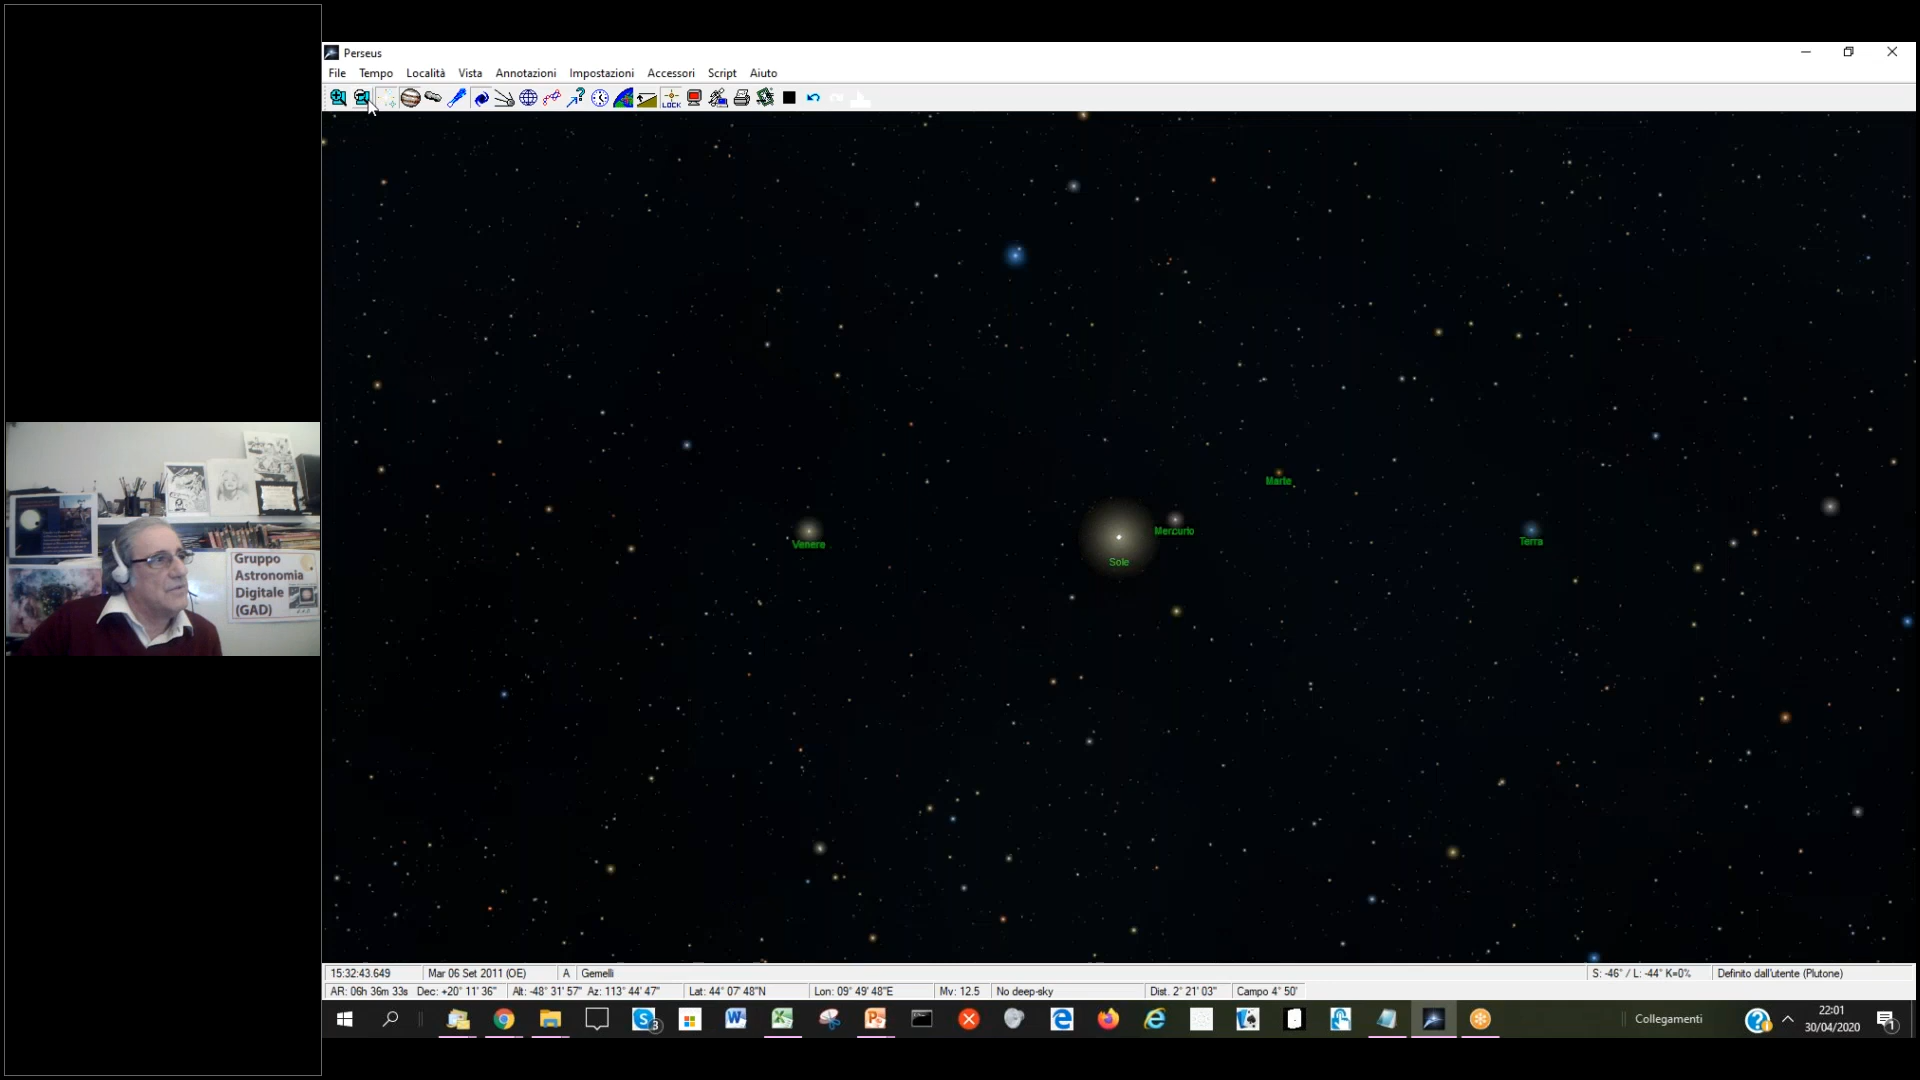 Perseus
File Tempo Località Vista Annotazioni Impostazioni Accessori Script Aiuto
LOCK
Marte
Mercurio
Venere
Terra
Sole
Gruppo
Astronomia
Digitale
(GAD)
15:32:43.649 Mar 06 Set 2011 (OE) A Gemelli S: -46° / L: -44° K=0% Definito dall'utente (Plutone)
AR: 06h 36m 33s Dec: +20° 11' 36" Alt: -48° 31' 57" Az: 113° 44' 47" Lat: 44° 07' 48"N Lon: 09° 49' 48"E Mv: 12.5 No deep-sky Dist. 2° 21' 03" Campo 4° 50'
3
Collegamenti
22:01
30/04/2020
1